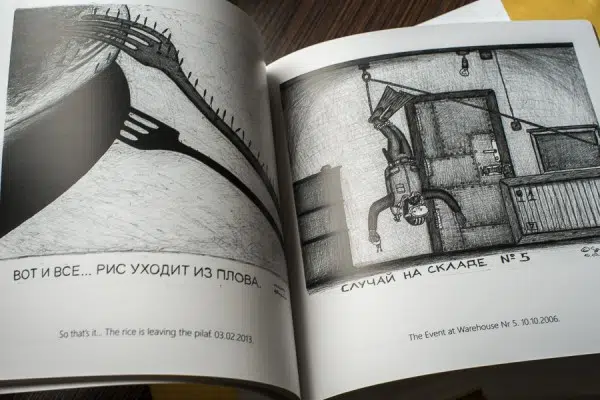 ВОТ И ВСЕ... РИС УХОДИТ ИЗ ПЛОВА.
So that's it... The rice is leaving the pilaf. 03.02.2013.
СЛУЧАЙ НА СКЛАДЕ № 5
The Event at Warehouse Nr 5. 10.10.2006.